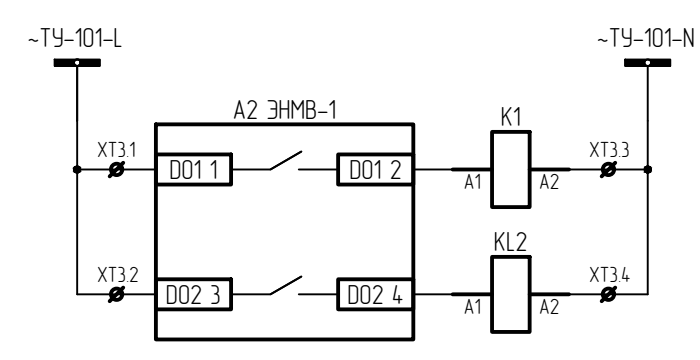 ~ТУ-101-L
~ТУ-101-N
A2 ЭНМВ-1
K1
XT3.1
DO1 1
DO1 2
A1
A2
XT3.3
KL2
XT3.2
DO2 3
DO2 4
A1
A2
XT3.4